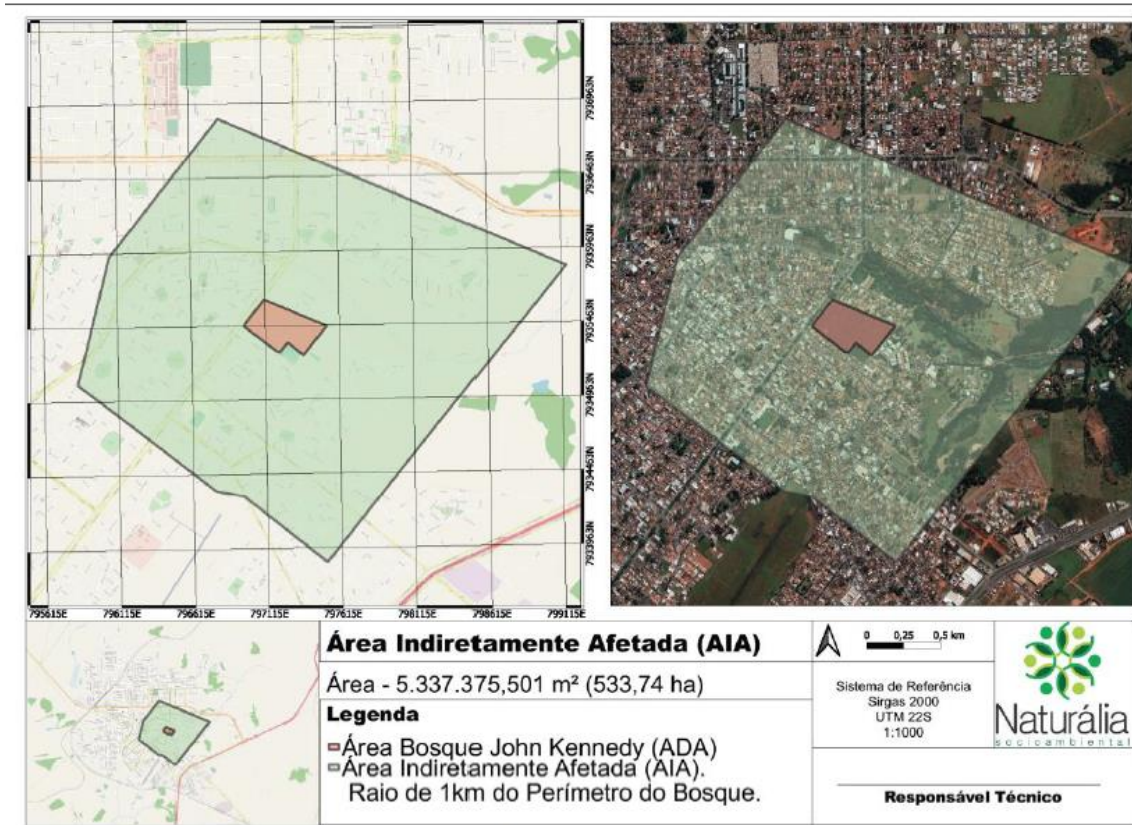 7936963N
7936463N
7935963N
7935463N
7934963N
7934463N
7933963N
795615E 796115E 796615E 797115E 797615E 798115E 798615E 799115E
Área Indiretamente Afetada (AIA)
Área - 5.337.375,501 m² (533,74 ha)
Legenda
Área Bosque John Kennedy (ADA)
Área Indiretamente Afetada (AIA).
Raio de 1km do Perímetro do Bosque.
0 0,25 0,5 km
Sistema de Referência
Sirgas 2000
UTM 22S
1:1000
Naturália
socioambiental
Responsável Técnico